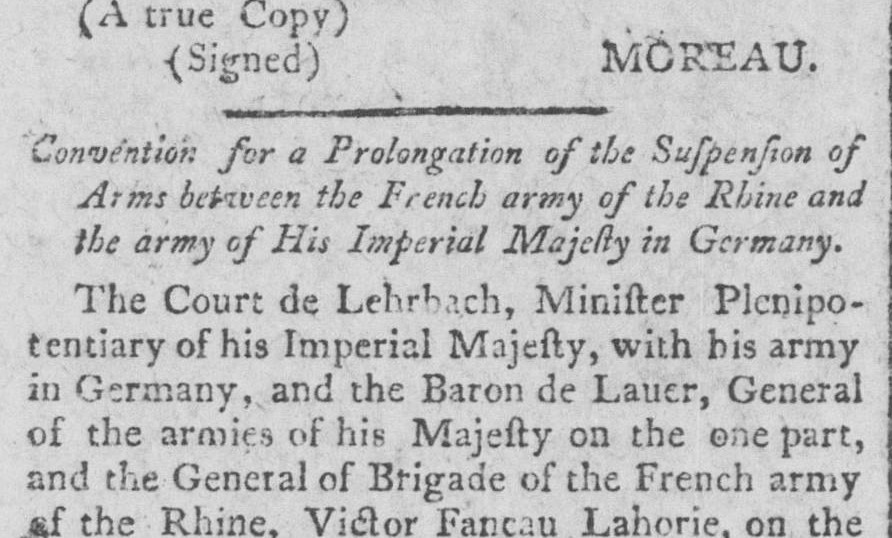 (A true Copy)
(Signed) MOREAU.
Convention for a Prolongation of the Suſpenſion of
Arms between the French army of the Rhine and
the army of His Imperial Majeſty in Germany.
The Court de Lehrbach, Miniſter Plenipo-
tentiary of his Imperial Majeſty, with his army
in Germany, and the Baron de Lauer, General
of the armies of his Majeſty on the one part,
and the General of Brigade of the French army
of the Rhine, Victor Fancau Lahorie, on the